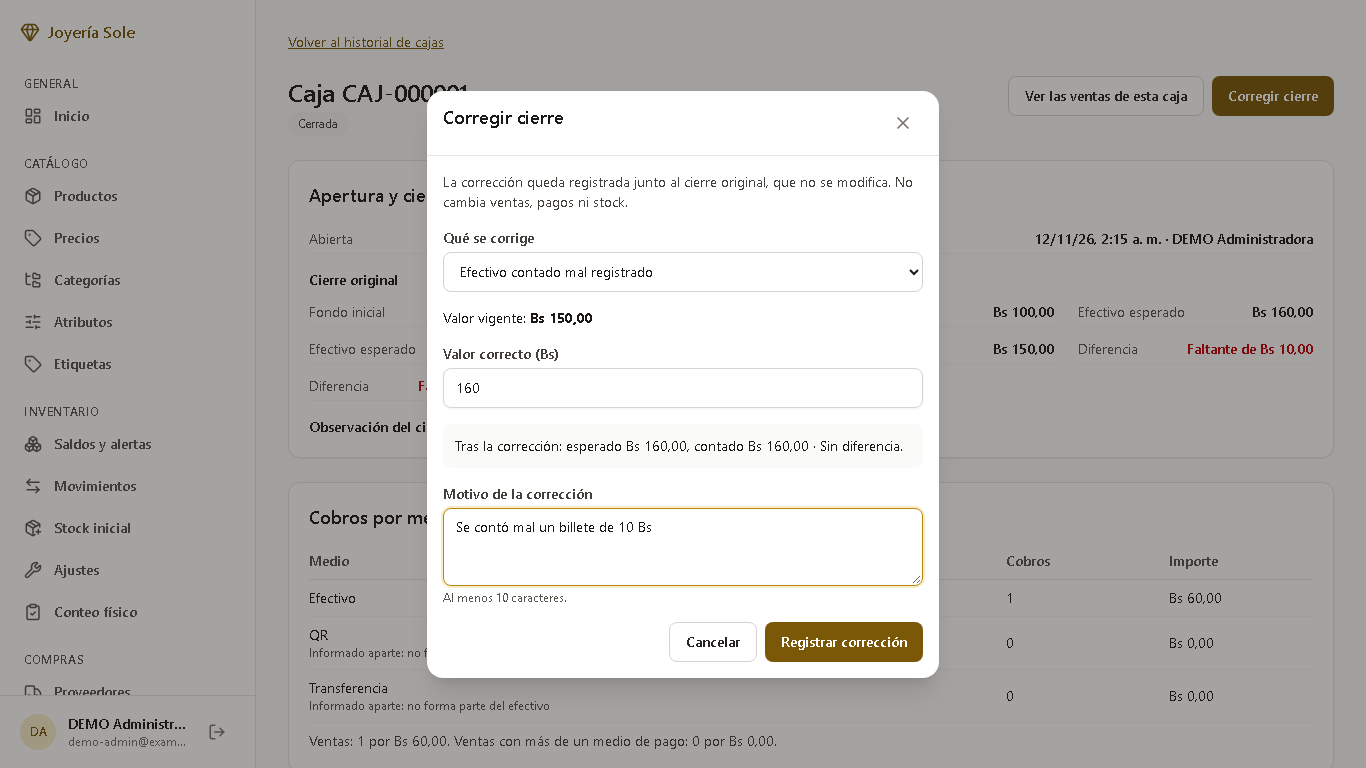 Joyería Sole
GENERAL
Inicio
CATÁLOGO
Productos
Precios
Categorías
Atributos
Etiquetas
INVENTARIO
Saldos y alertas
Movimientos
Stock inicial
Ajustes
Conteo físico
COMPRAS
Proveedores
DA
DEMO Administr...
demo-admin@exam...
Volver al historial de cajas
Caja CAJ-000001
Cerrada
Ver las ventas de esta caja
Corregir cierre
Apertura y cie
Abierta
12/11/26, 2:15 a. m. · DEMO Administradora
Cierre original
Fondo inicial
Bs 100,00
Efectivo esperado
Bs 160,00
Efectivo esperado
Bs 150,00
Diferencia
Faltante de Bs 10,00
Diferencia
Observación del ci
Corregir cierre
La corrección queda registrada junto al cierre original, que no se modifica. No
cambia ventas, pagos ni stock.
Qué se corrige
Efectivo contado mal registrado
Valor vigente: Bs 150,00
Valor correcto (Bs)
160
Tras la corrección: esperado Bs 160,00, contado Bs 160,00 · Sin diferencia.
Motivo de la corrección
Se contó mal un billete de 10 Bs
Al menos 10 caracteres.
Cancelar
Registrar corrección
Cobros por me
Medio
Cobros
Importe
Efectivo
1
Bs 60,00
QR
Informado aparte: no f
0
Bs 0,00
Transferencia
Informado aparte: no forma parte del efectivo
0
Bs 0,00
Ventas: 1 por Bs 60,00. Ventas con más de un medio de pago: 0 por Bs 0,00.